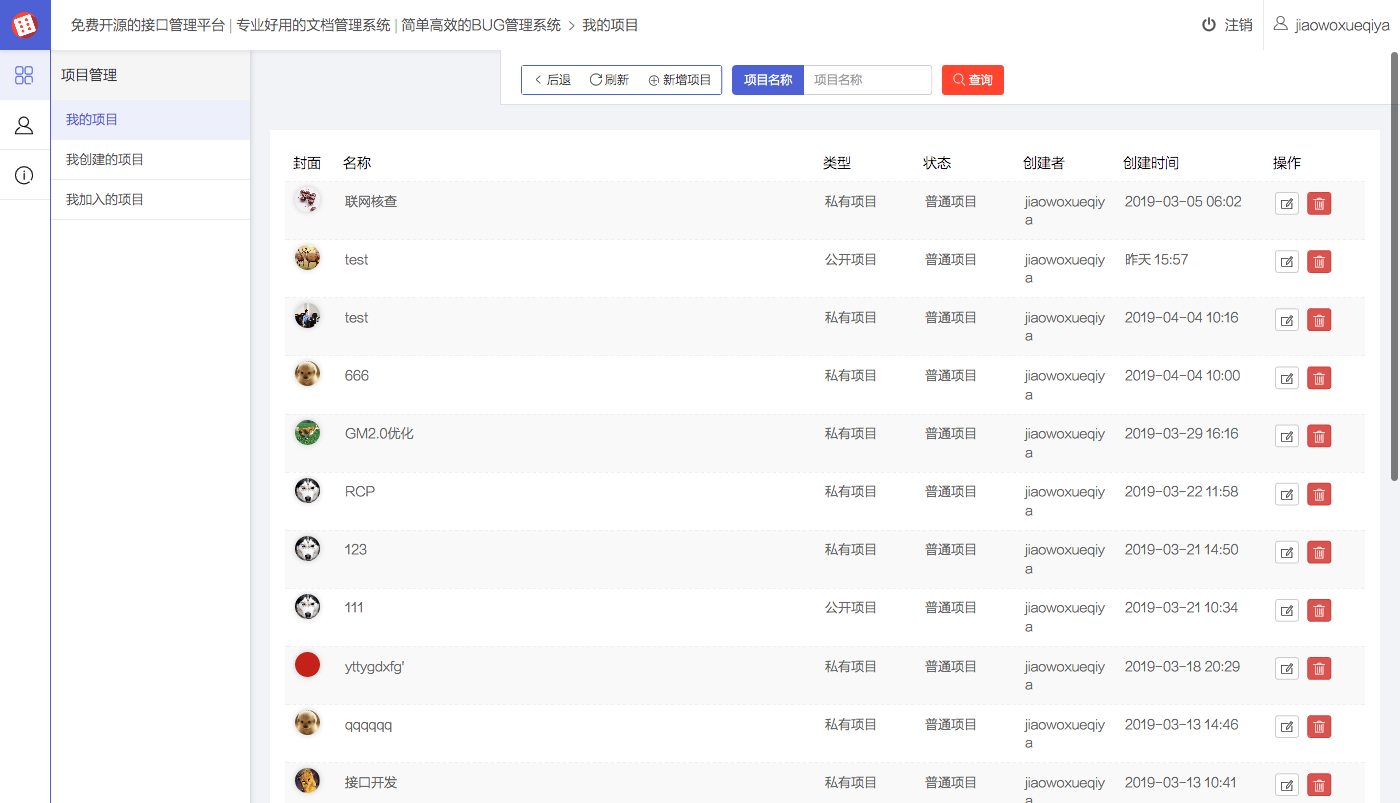 免费开源的接口管理平台 | 专业好用的文档管理系统 | 简单高效的BUG管理系统 > 我的项目
注销
jiaowoxueqiya
项目管理
我的项目
我创建的项目
我加入的项目
后退 刷新 新增项目
项目名称 项目名称
查询
封面 名称 类型 状态 创建者 创建时间 操作
联网核查 私有项目 普通项目 jiaowoxueqiy 2019-03-05 06:02
a
test 公开项目 普通项目 jiaowoxueqiy 昨天 15:57
a
test 私有项目 普通项目 jiaowoxueqiy 2019-04-04 10:16
a
666 私有项目 普通项目 jiaowoxueqiy 2019-04-04 10:00
a
GM2.0优化 私有项目 普通项目 jiaowoxueqiy 2019-03-29 16:16
a
RCP 私有项目 普通项目 jiaowoxueqiy 2019-03-22 11:58
a
123 私有项目 普通项目 jiaowoxueqiy 2019-03-21 14:50
a
111 公开项目 普通项目 jiaowoxueqiy 2019-03-21 10:34
a
yttygdxfg' 私有项目 普通项目 jiaowoxueqiy 2019-03-18 20:29
a
qqqqqq 私有项目 普通项目 jiaowoxueqiy 2019-03-13 14:46
a
接口开发 私有项目 普通项目 jiaowoxueqiy 2019-03-13 10:41
a